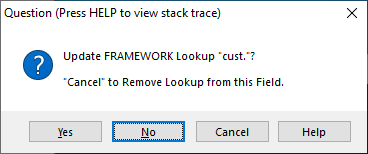 Question (Press HELP to view stack trace)
Update FRAMEWORK Lookup "cust."?
"Cancel" to Remove Lookup from this Field.
Yes
No
Cancel
Help